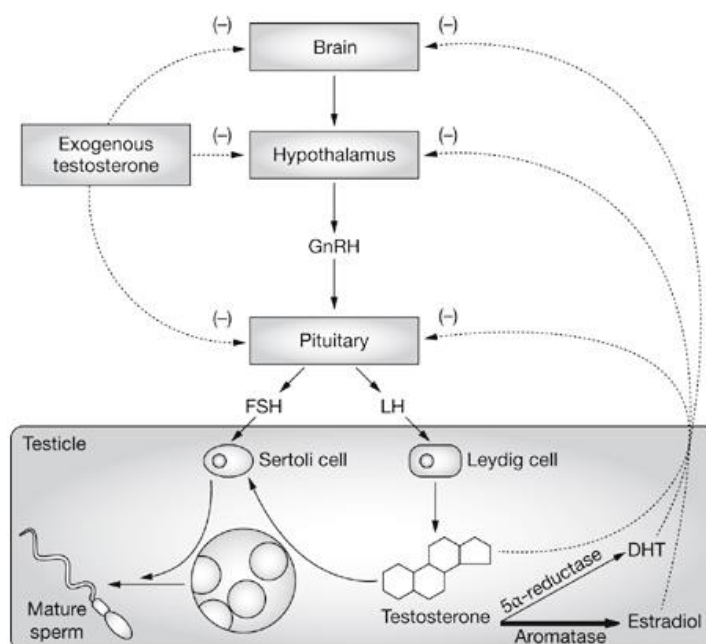 (–)
(–)
Brain
Exogenous
testosterone
(–)
(–)
Hypothalamus
GnRH
(–)
(–)
Pituitary
FSH
LH
Testicle
Sertoli cell
Leydig cell
Mature
sperm
Testosterone
5α-reductase
DHT
Aromatase
Estradiol